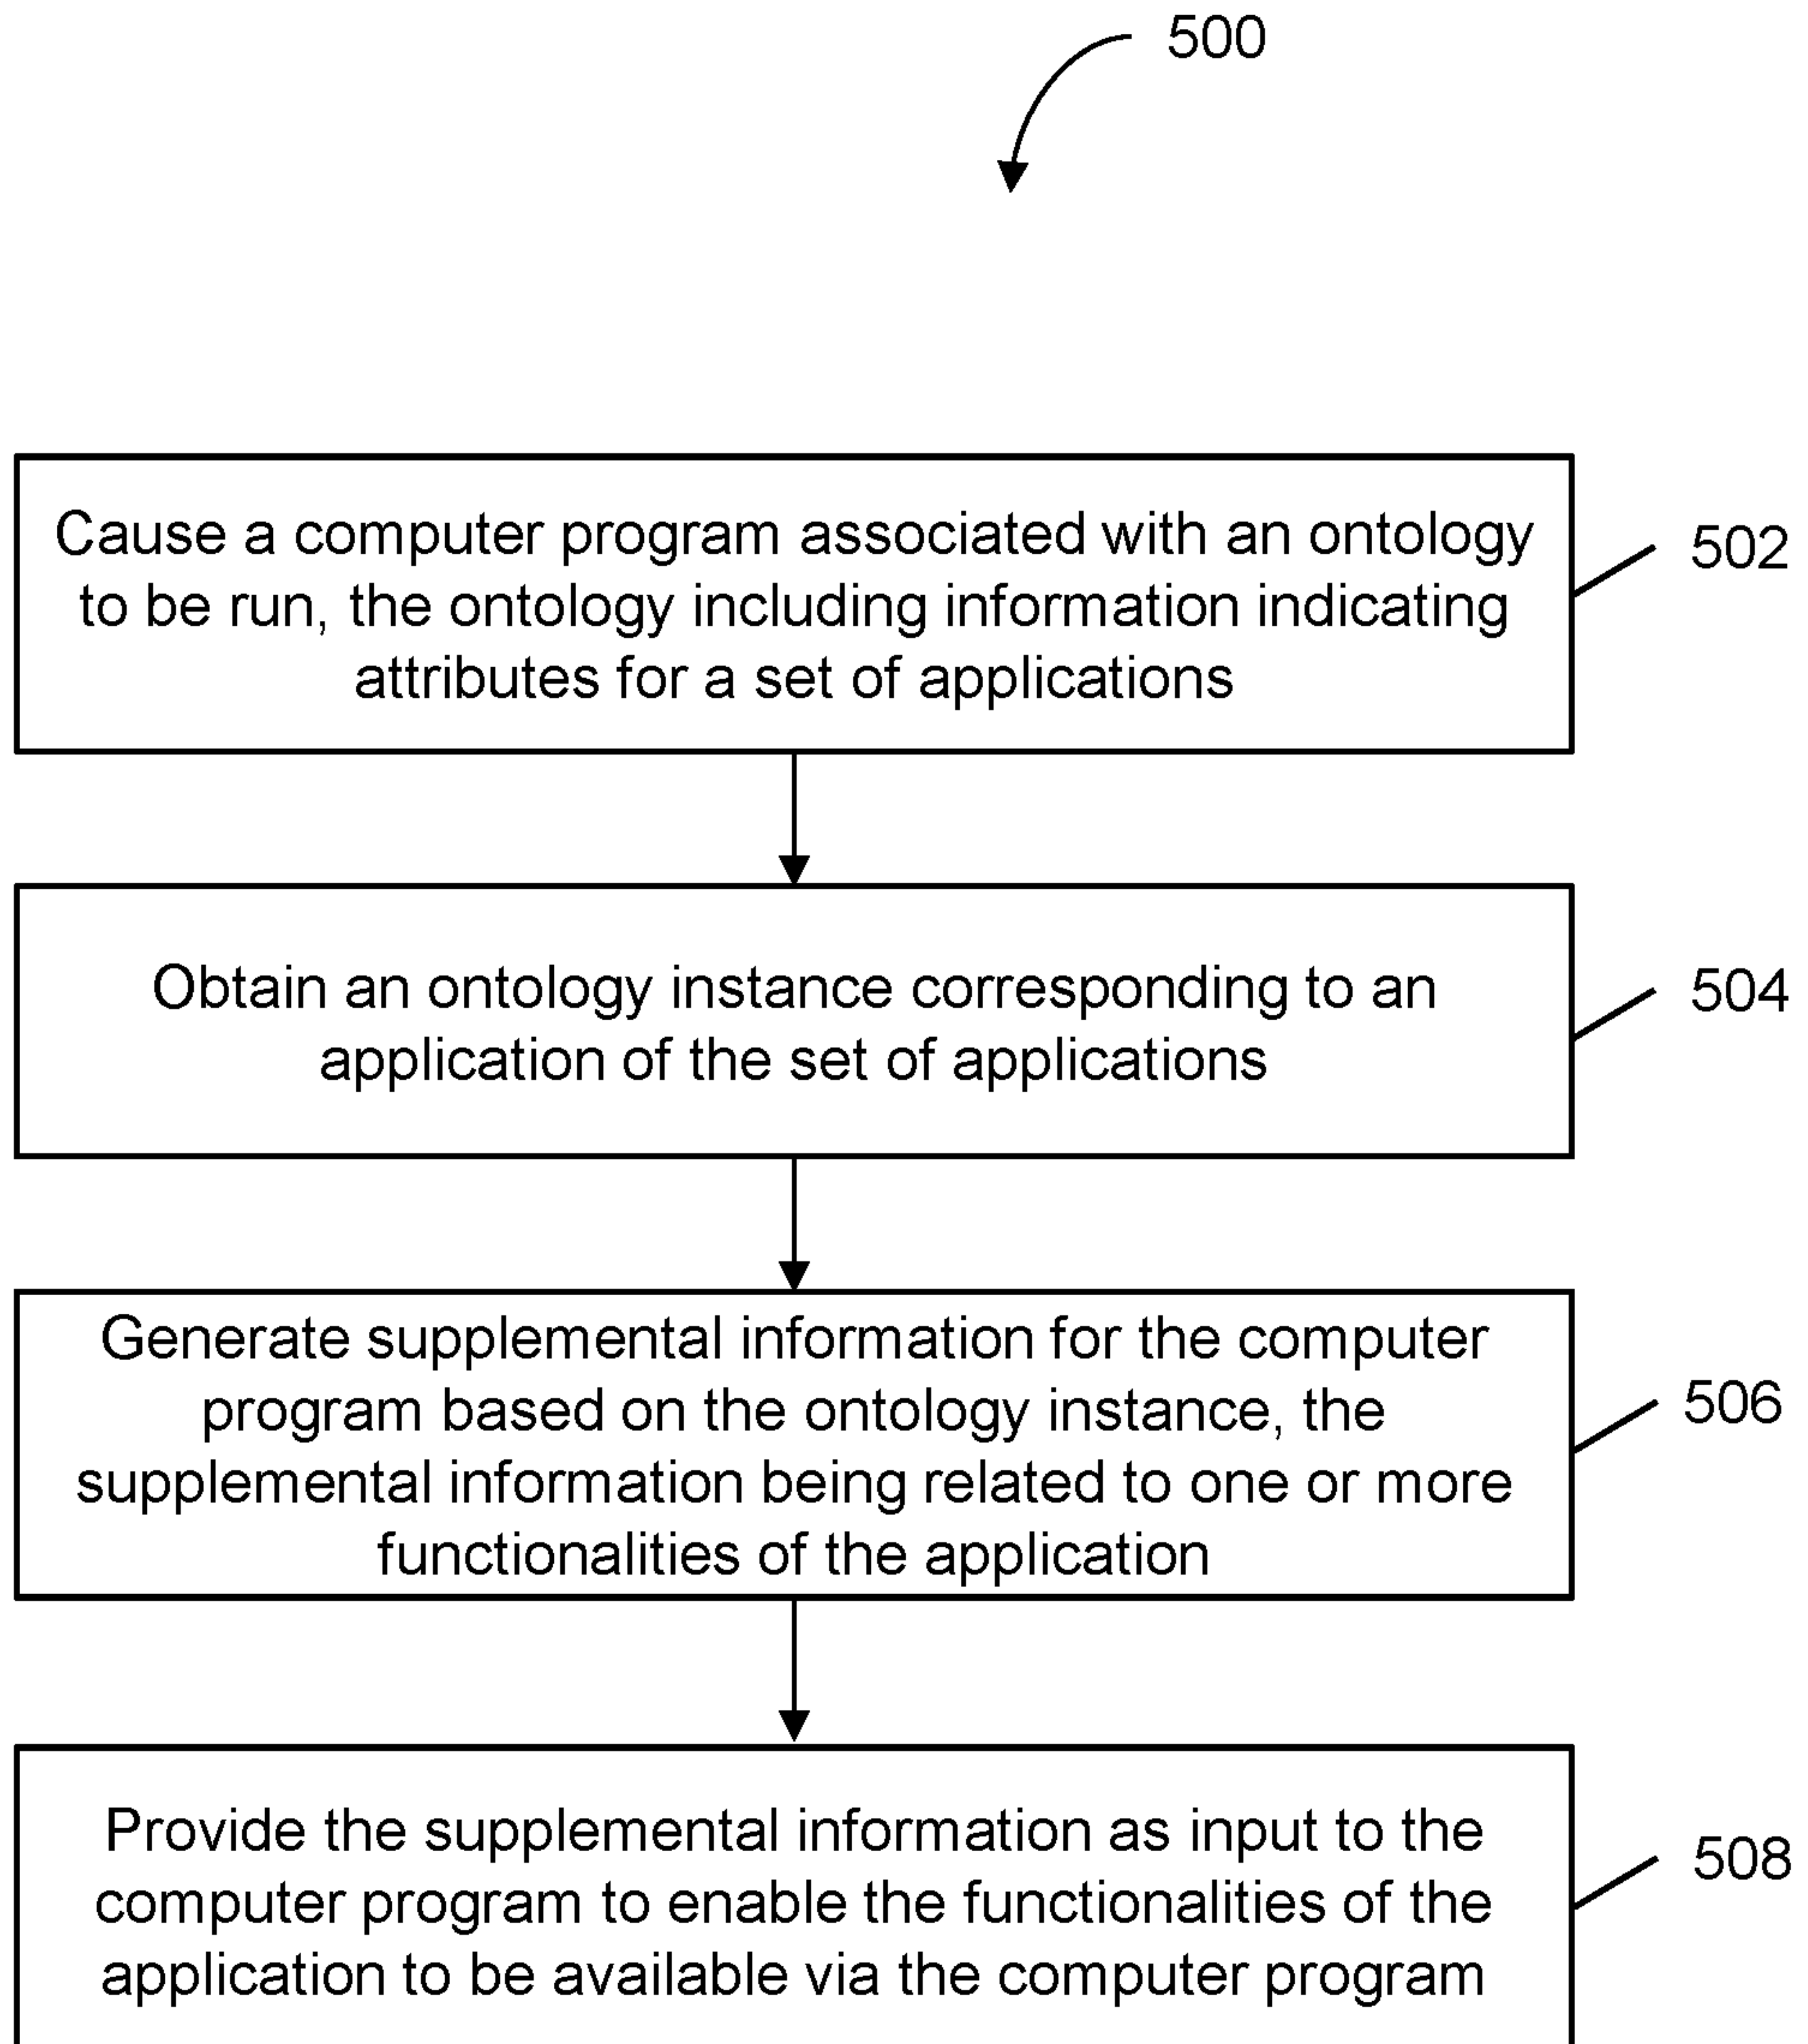 500
Cause a computer program associated with an ontology
to be run, the ontology including information indicating
attributes for a set of applications
502
Obtain an ontology instance corresponding to an
application of the set of applications
504
Generate supplemental information for the computer
program based on the ontology instance, the
supplemental information being related to one or more
functionalities of the application
506
Provide the supplemental information as input to the
computer program to enable the functionalities of the
application to be available via the computer program
508